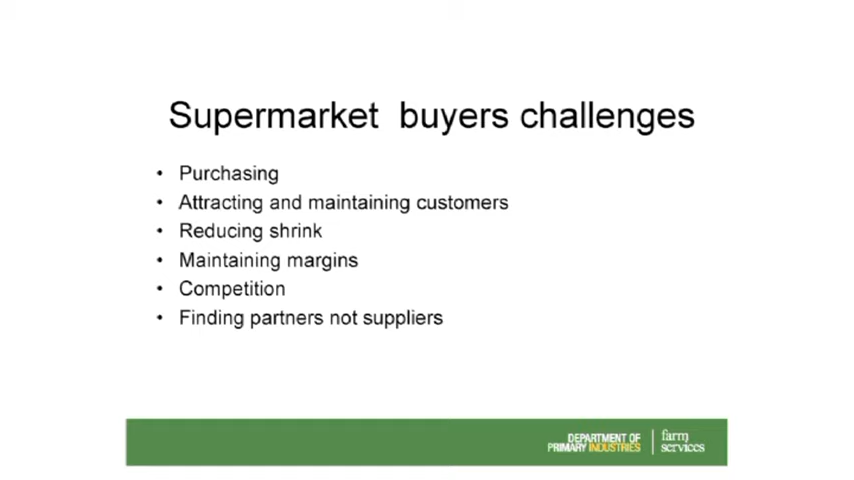 Supermarket buyers challenges
• Purchasing
• Attracting and maintaining customers
• Reducing shrink
• Maintaining margins
• Competition
• Finding partners not suppliers
DEPARTMENT OF
PRIMARY INDUSTRIES
farm
services